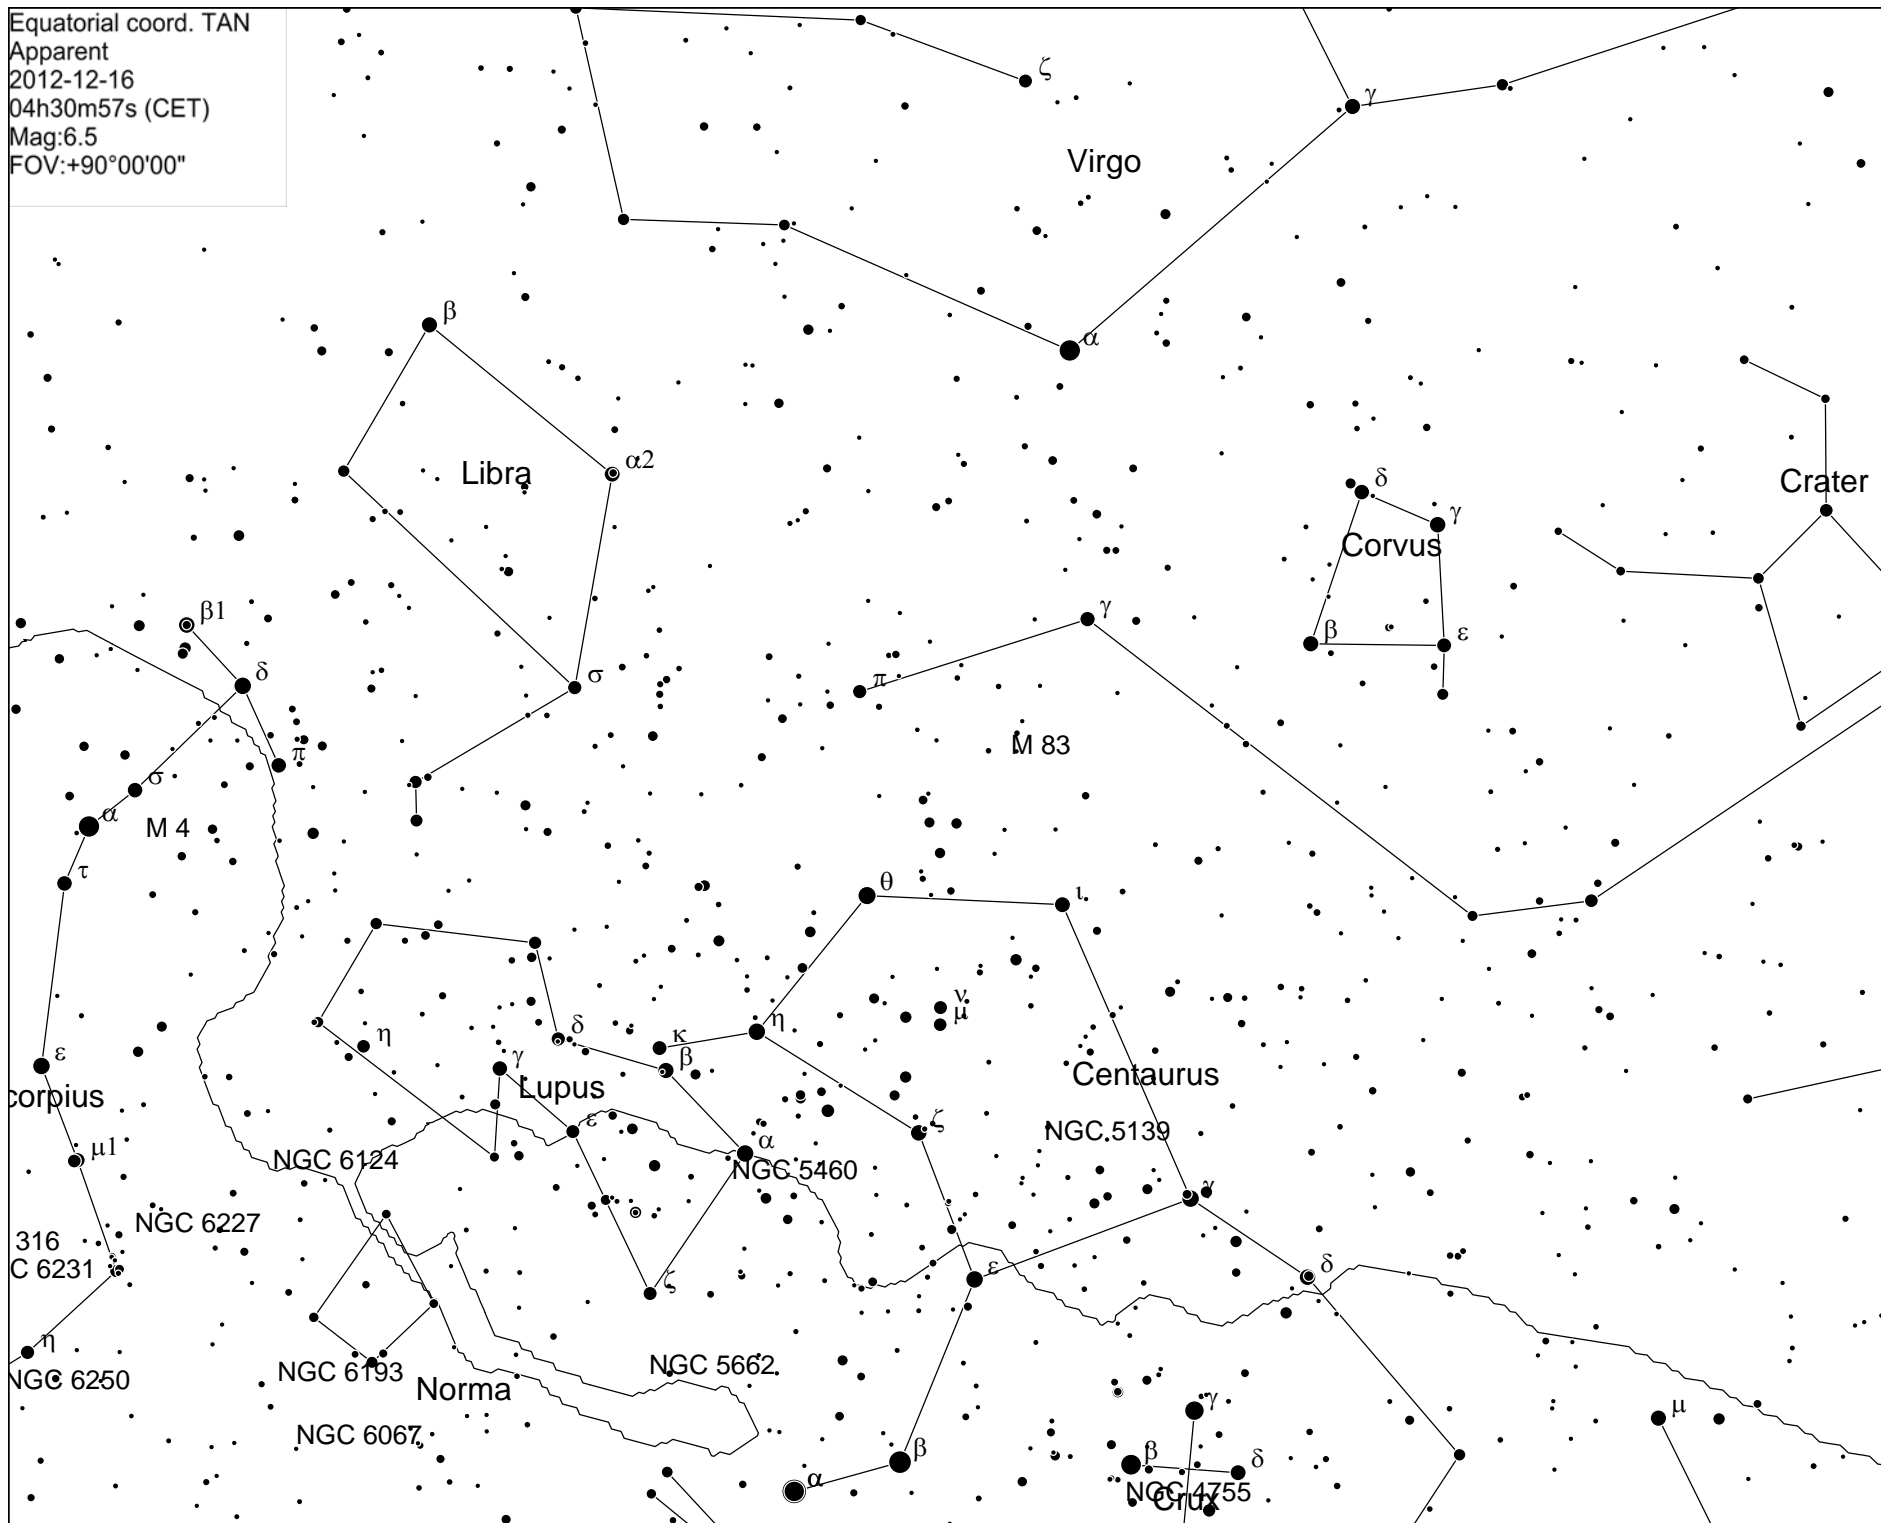 Equatorial coord. TAN
Apparent
2012-12-16
04h30m57s (CET)
Mag:6.5
FOV:+90°00'00"
ζ
γ
Virgo
β
α
α2
Libra
δ
Crater
γ
Corvus
β1
γ
β
ε
δ
σ
π
π
M 83
σ
α
M 4
τ
θ
ι
ν
μ
η
δ
κ
η
β
ε
γ
Lupus
Centaurus
corpius
ε
ζ
NGC 5139
α
μ1
NGC 6124
NGC 5460
γ
NGC 6227
316
C 6231
δ
ε
ζ
η
NGC 5662
NGC 6193
NGC 6250
Norma
γ
μ
NGC 6067
β
β
δ
α
NGC 4755
Crux